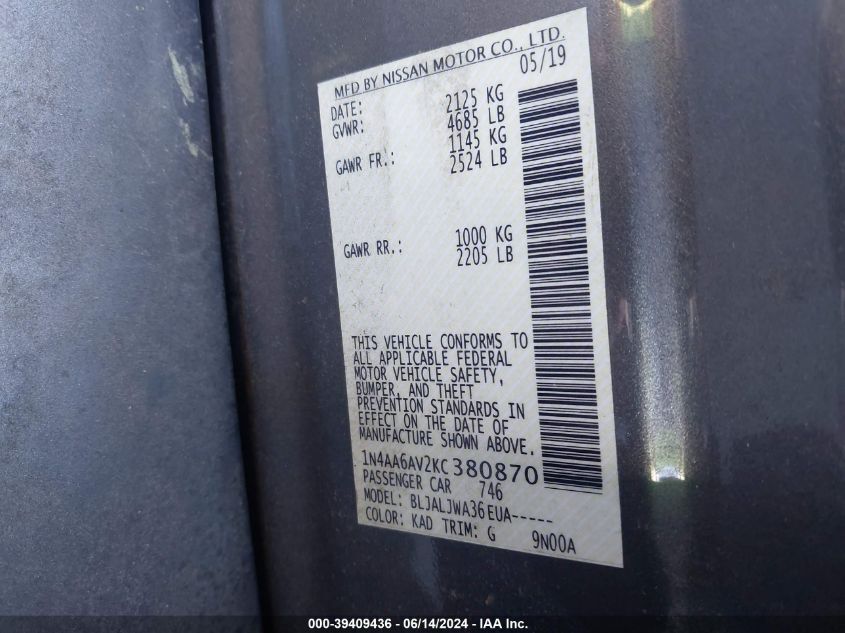 MFD BY NISSAN MOTOR CO., LTD.
DATE: 05/19
GVWR: 2125 KG
4685 LB
GAWR FR.: 1145 KG
2524 LB
GAWR RR.: 1000 KG
2205 LB
THIS VEHICLE CONFORMS TO
ALL APPLICABLE FEDERAL
MOTOR VEHICLE SAFETY,
BUMPER, AND THEFT
PREVENTION STANDARDS IN
EFFECT ON THE DATE OF
MANUFACTURE SHOWN ABOVE.
1N4AA6AV2KC380870
PASSENGER CAR 746
MODEL: BLJALJWA36EUA-----
COLOR: KAD TRIM: G 9N00A
000-39409436 - 06/14/2024 - IAA Inc.